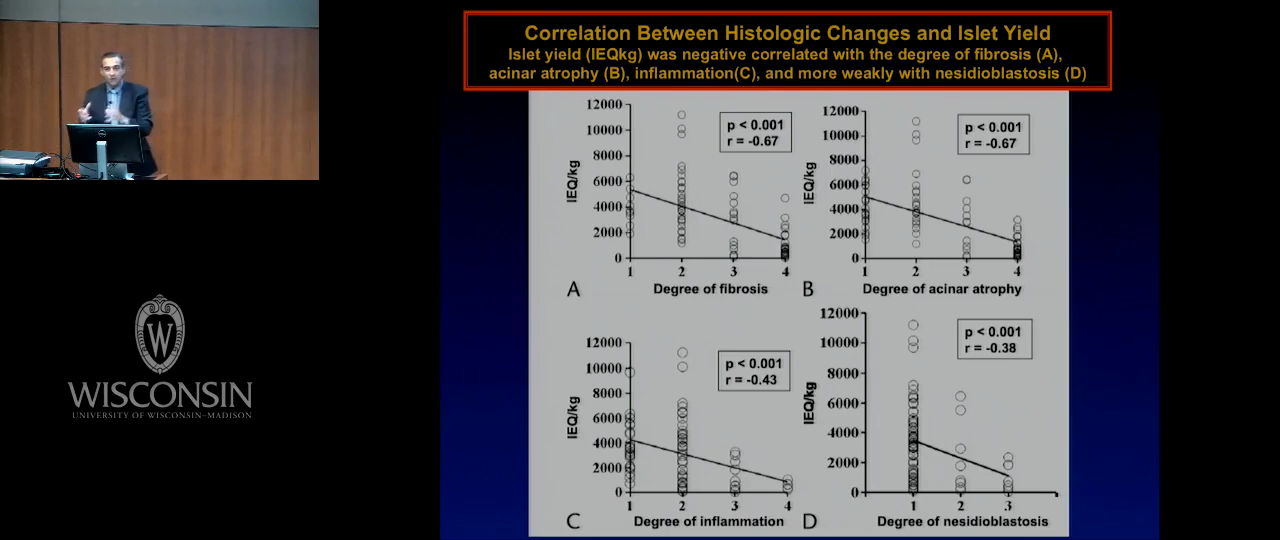 Correlation Between Histologic Changes and Islet Yield
Islet yield (IEQkg) was negative correlated with the degree of fibrosis (A),
acinar atrophy (B), inflammation(C), and more weakly with nesidioblastosis (D)
12000
10000
8000
6000
4000
2000
0
IEQ/kg
p < 0.001
r = -0.67
1 2 3 4
A
Degree of fibrosis
12000
10000
8000
6000
4000
2000
0
IEQ/kg
p < 0.001
r = -0.67
1 2 3 4
B
Degree of acinar atrophy
12000
10000
8000
6000
4000
2000
0
IEQ/kg
p < 0.001
r = -0.43
1 2 3 4
C
Degree of inflammation
12000
10000
8000
6000
4000
2000
0
IEQ/kg
p < 0.001
r = -0.38
1 2 3
D
Degree of nesidioblastosis
W
WISCONSIN
UNIVERSITY OF WISCONSIN–MADISON